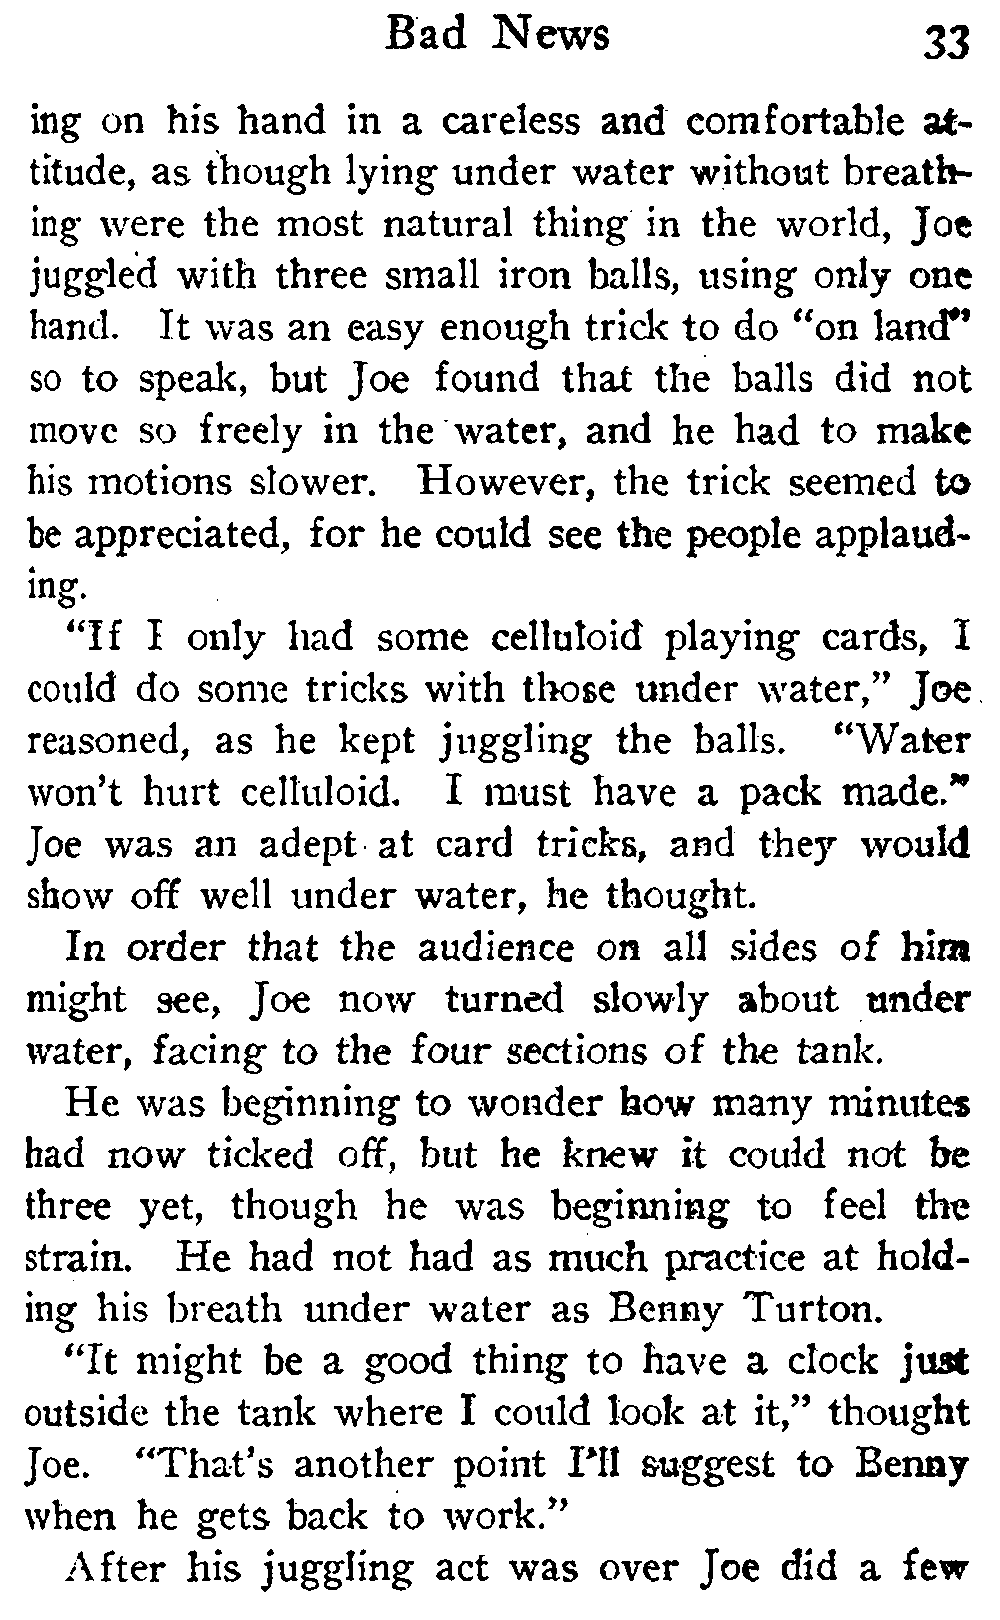 Bad News 33
ing on his hand in a careless and comfortable at-
titude, as though lying under water without breath-
ing were the most natural thing in the world, Joe
juggled with three small iron balls, using only one
hand. It was an easy enough trick to do "on land"
so to speak, but Joe found that the balls did not
move so freely in the water, and he had to make
his motions slower. However, the trick seemed to
be appreciated, for he could see the people applaud-
ing.
"If I only had some celluloid playing cards, I
could do some tricks with those under water," Joe
reasoned, as he kept juggling the balls. "Water
won't hurt celluloid. I must have a pack made."
Joe was an adept at card tricks, and they would
show off well under water, he thought.
In order that the audience on all sides of him
might see, Joe now turned slowly about under
water, facing to the four sections of the tank.
He was beginning to wonder how many minutes
had now ticked off, but he knew it could not be
three yet, though he was beginning to feel the
strain. He had not had as much practice at hold-
ing his breath under water as Benny Turton.
"It might be a good thing to have a clock just
outside the tank where I could look at it," thought
Joe. "That's another point I'll suggest to Benny
when he gets back to work."
After his juggling act was over Joe did a few